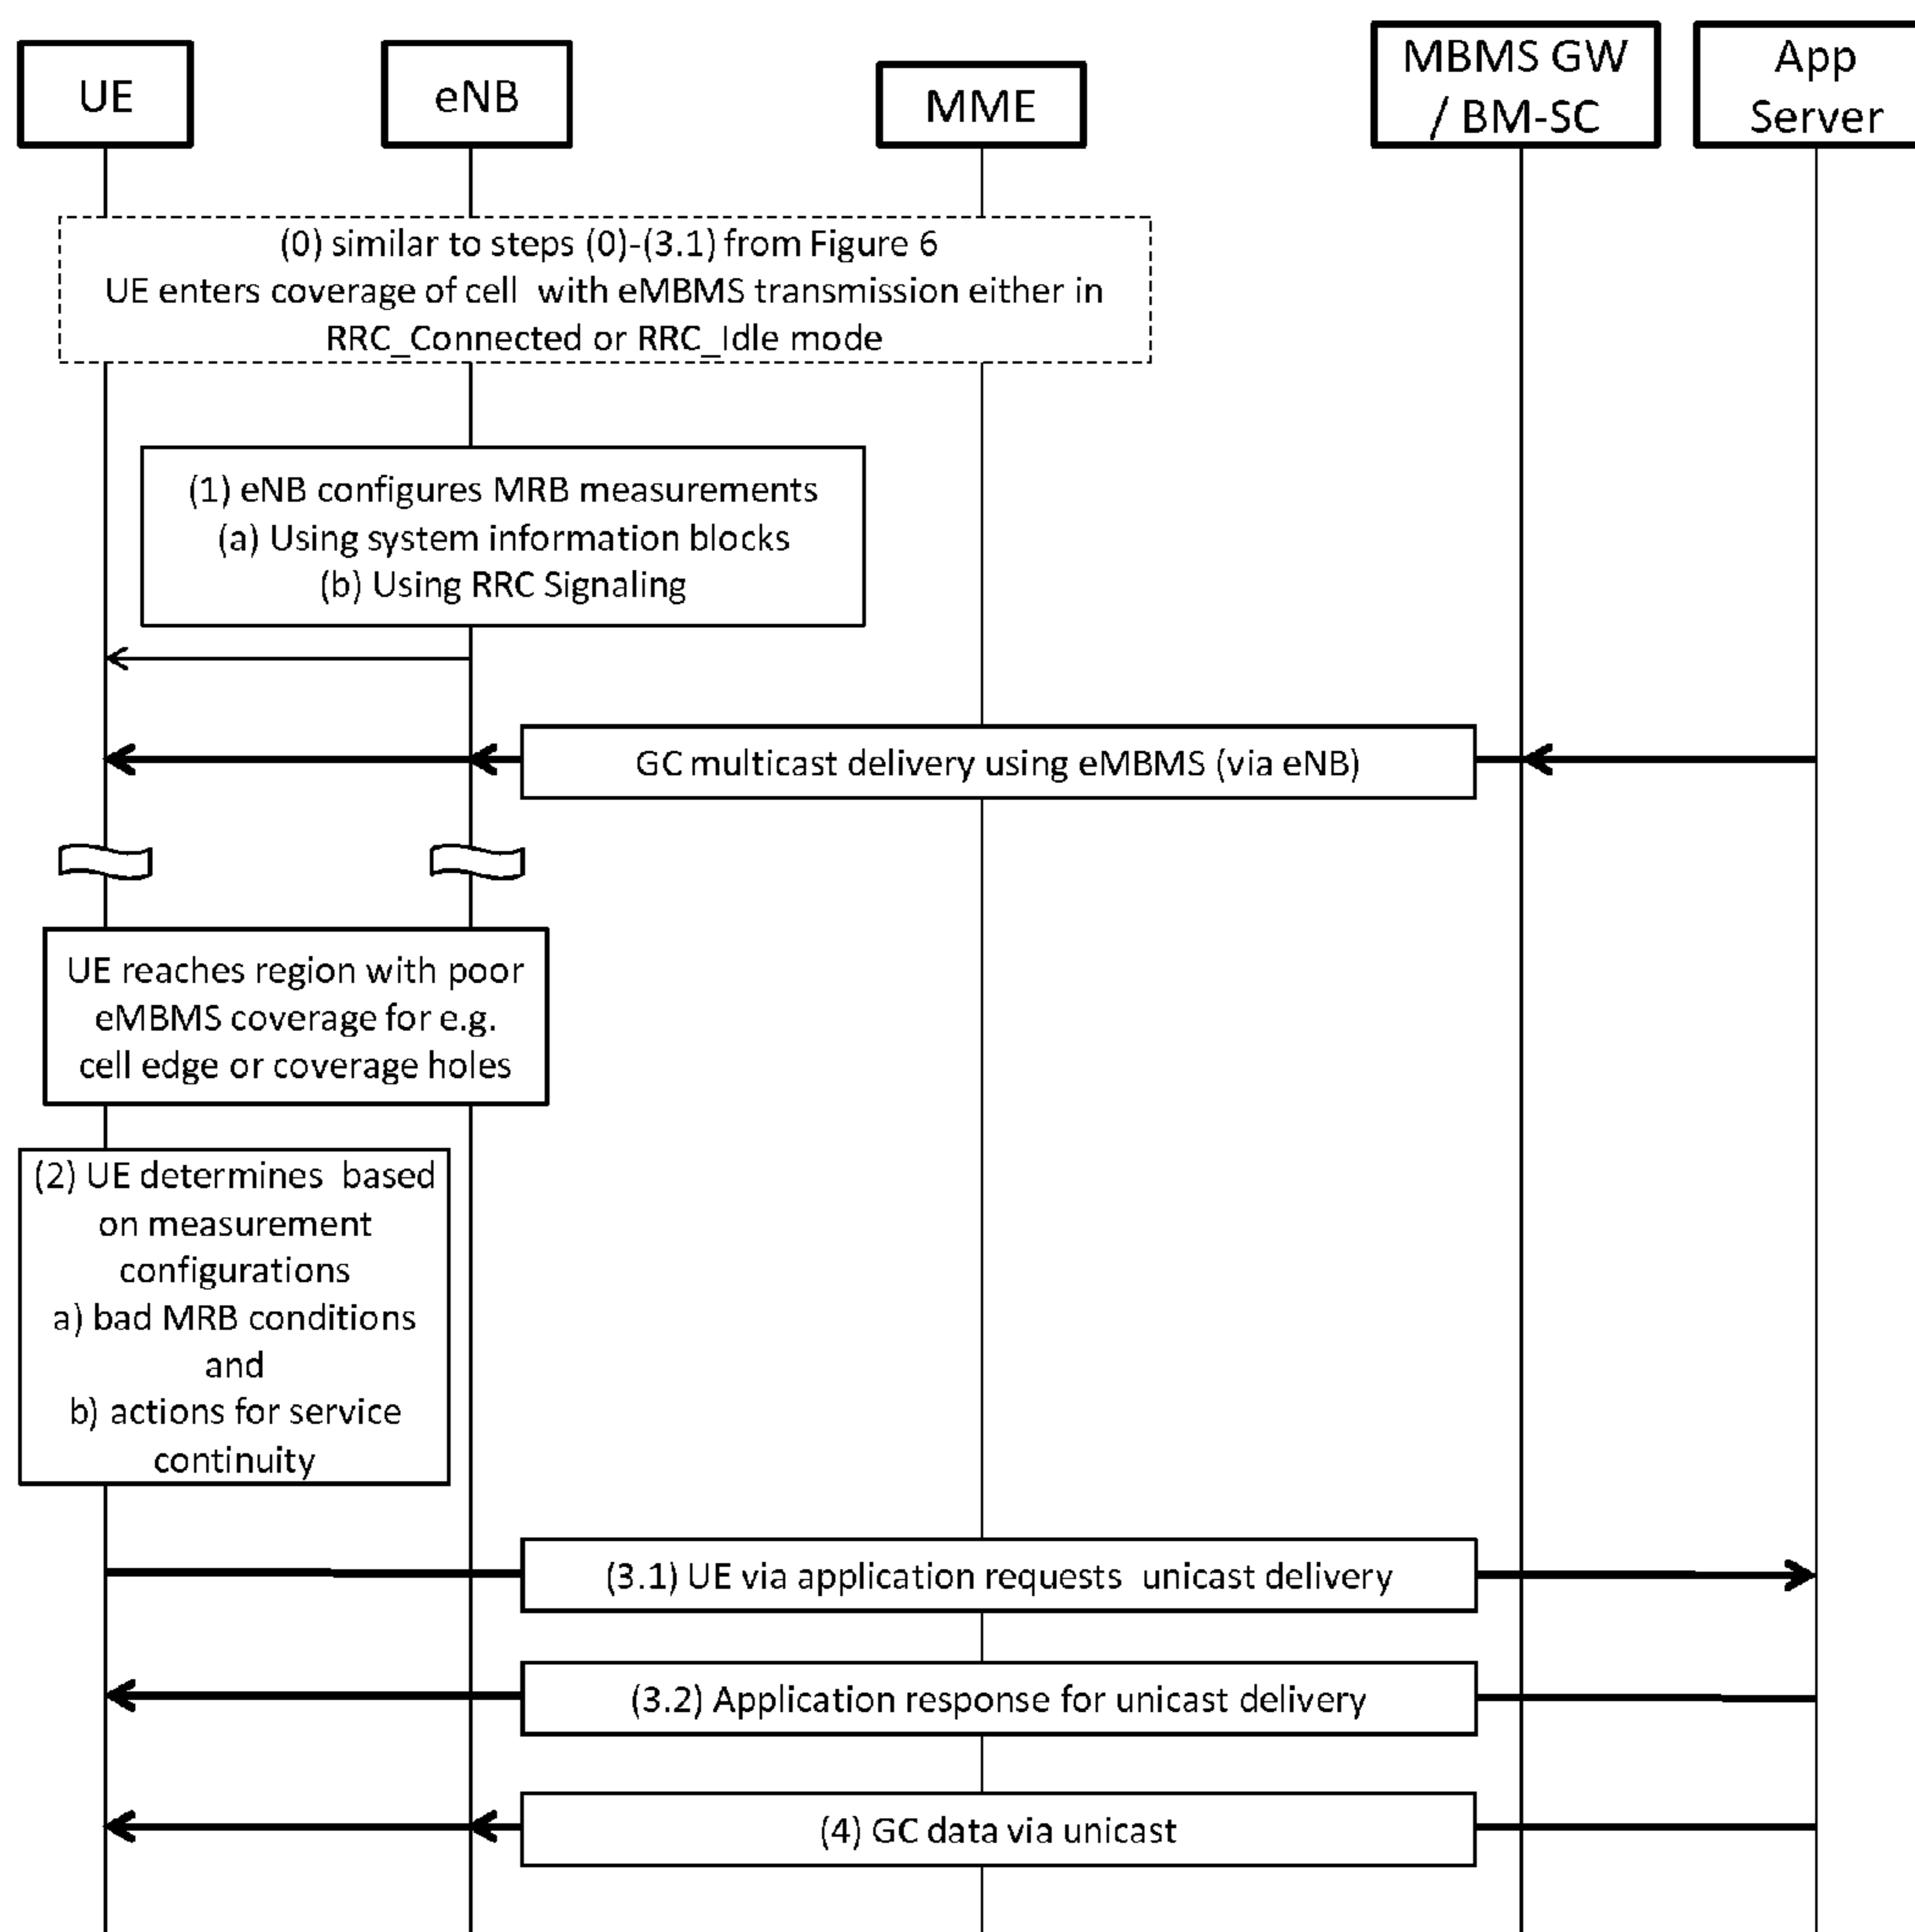 UE
eNB
MME
MBMS GW
/ BM-SC
App
Server
(0) similar to steps (0)-(3.1) from Figure 6
UE enters coverage of cell with eMBMS transmission either in
RRC_Connected or RRC_Idle mode
(1) eNB configures MRB measurements
(a) Using system information blocks
(b) Using RRC Signaling
GC multicast delivery using eMBMS (via eNB)
UE reaches region with poor
eMBMS coverage for e.g.
cell edge or coverage holes
(2) UE determines based
on measurement
configurations
a) bad MRB conditions
and
b) actions for service
continuity
(3.1) UE via application requests unicast delivery
(3.2) Application response for unicast delivery
(4) GC data via unicast